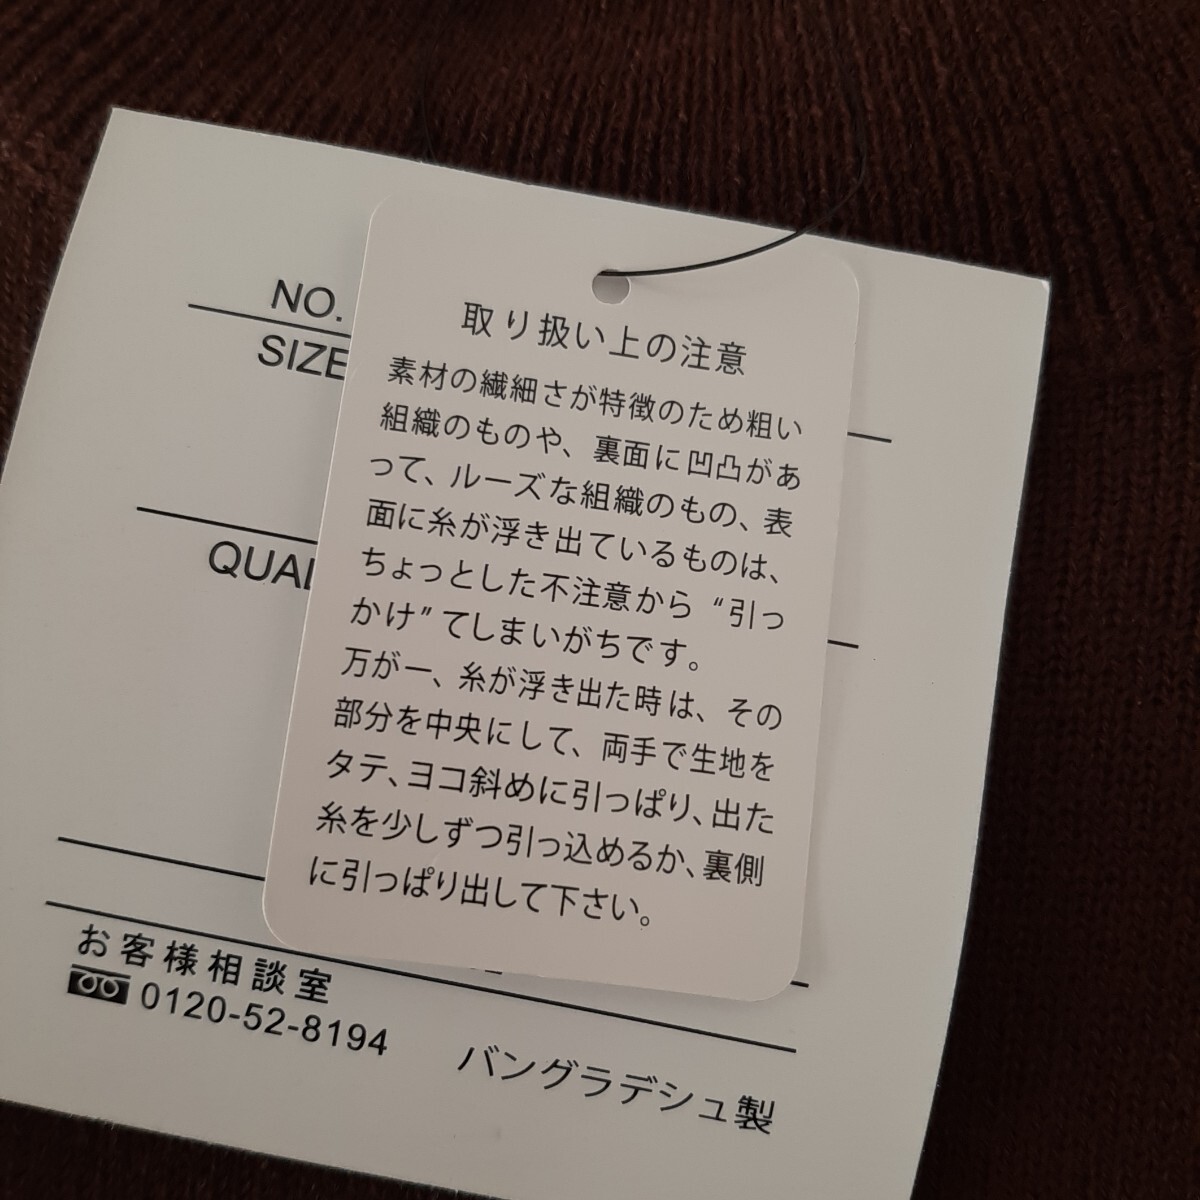 NO.
SIZE
QUAL
取り扱い上の注意
素材の繊細さが特徴のため粗い
組織のものや、裏面に凹凸があ
って、ルーズな組織のもの、表
面に糸が浮き出ているものは、
ちょっとした不注意から“引っ
かけ”てしまいがちです。
万が一、糸が浮き出た時は、その
部分を中央にして、両手で生地を
タテ、ヨコ斜めに引っぱり、出た
糸を少しずつ引っ込めるか、裏側
に引っぱり出して下さい。
お客様相談室
0120-52-8194
バングラデシュ製